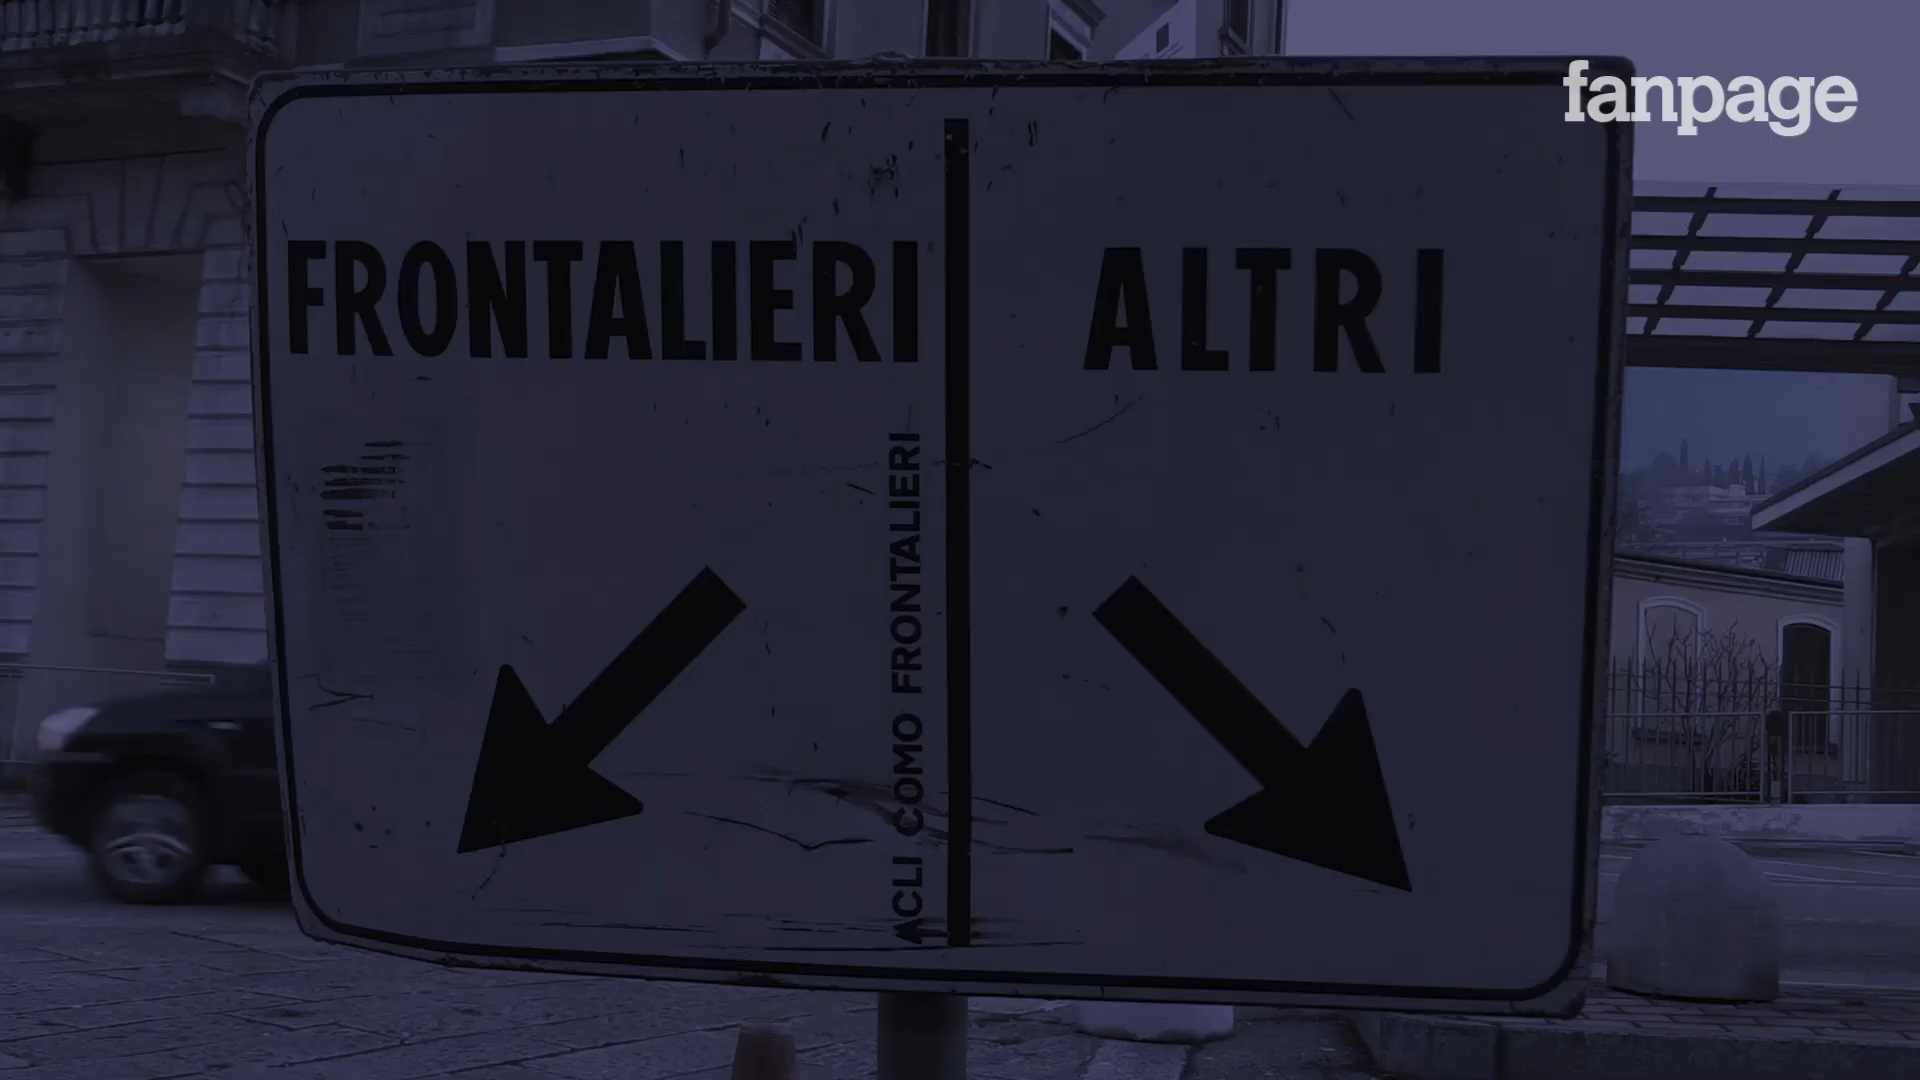 fanpage
FRONTALIERI
ALTRI
ACLI COMO FRONTALIERI